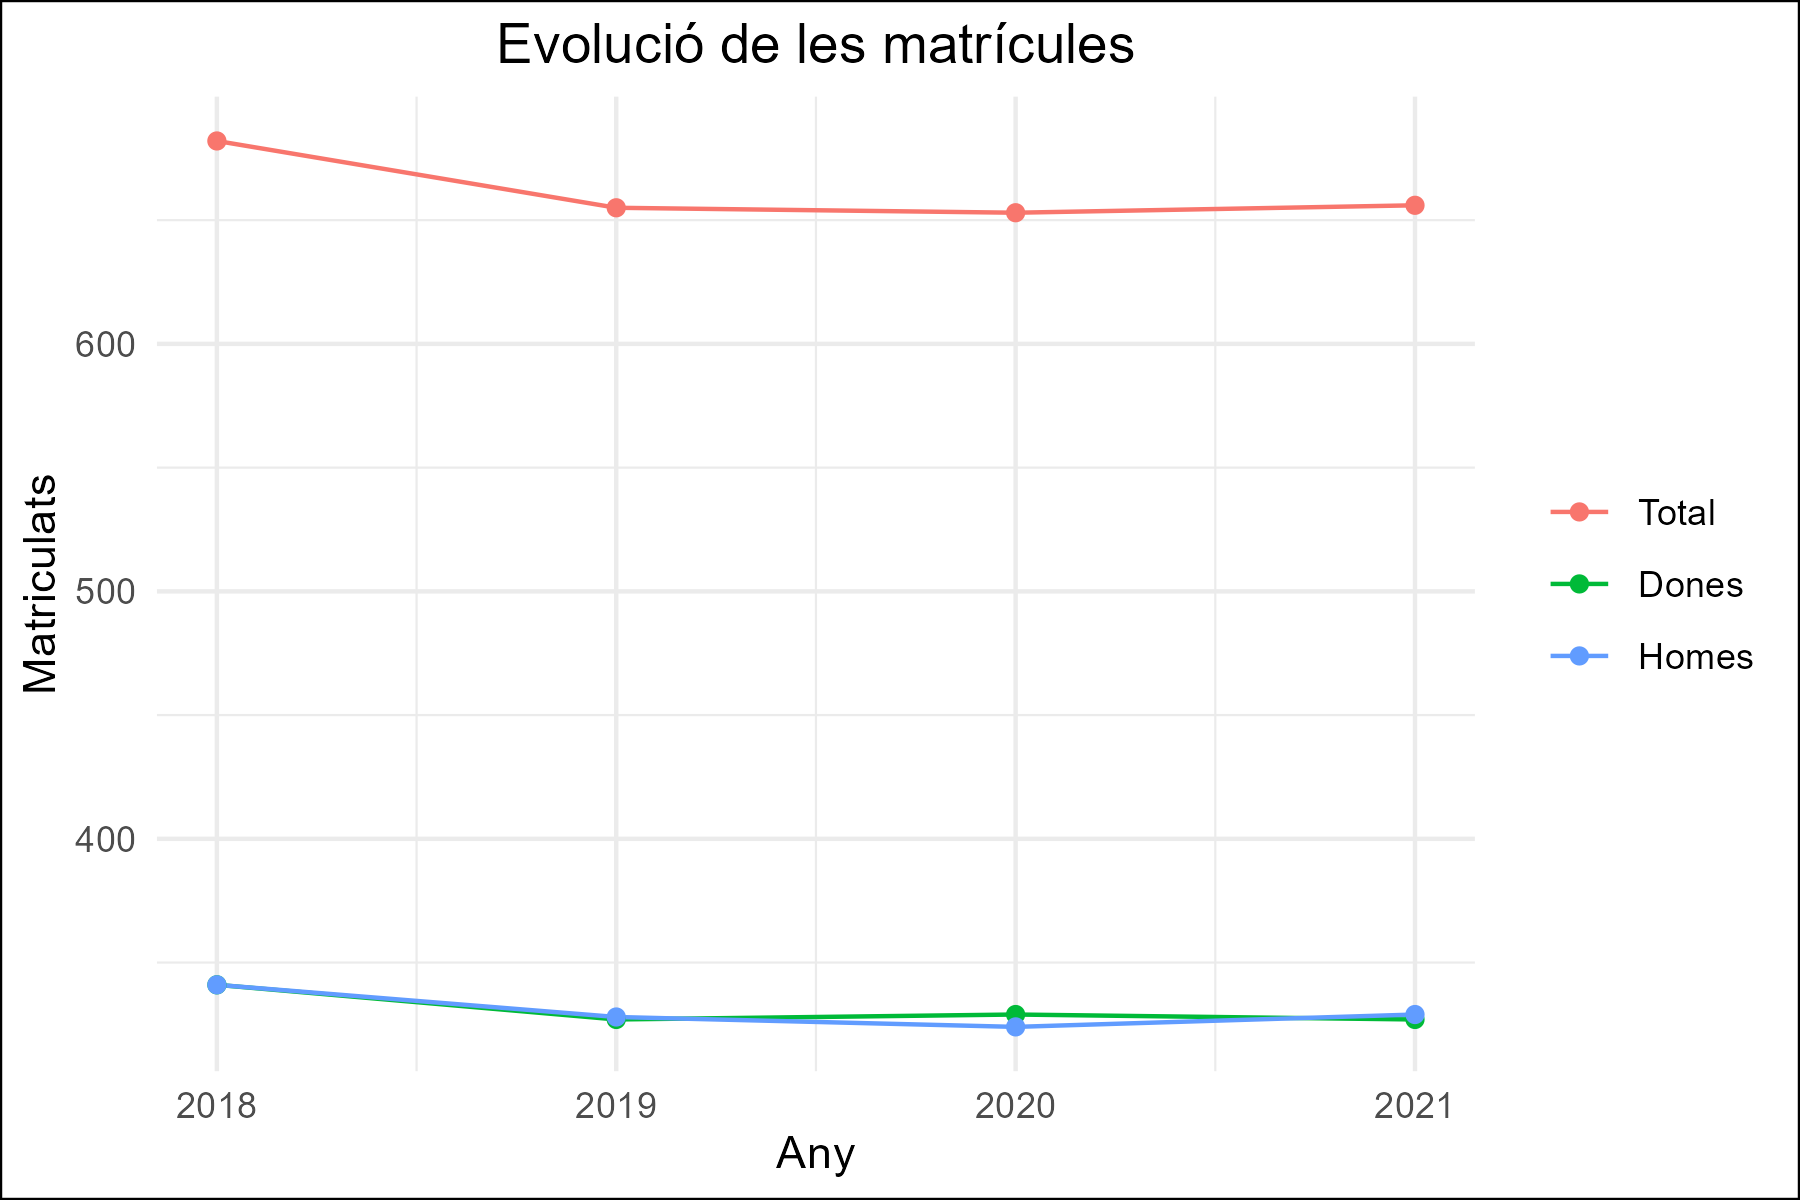 Evolució de les matrícules
Matriculats
600
500
400
2018
2019
2020
2021
Any
Total
Dones
Homes